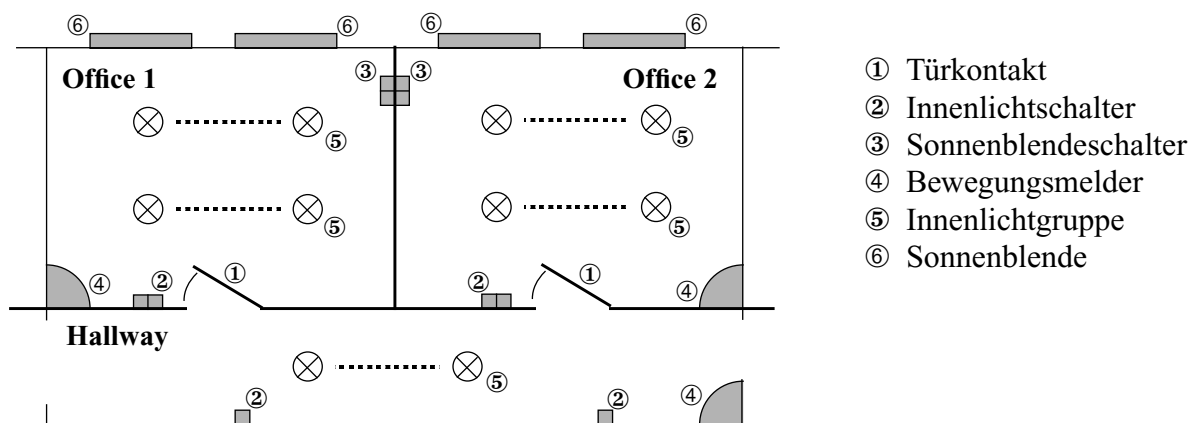 ⑥ ⑥ ⑥ ⑥
Office 1 ③ ③ Office 2
⑤ ⑤
⑤ ⑤
④ ② ① ② ① ④
Hallway
⑤
② ② ④
① Türkontakt
② Innenlichtschalter
③ Sonnenblendeschalter
④ Bewegungsmelder
⑤ Innenlichtgruppe
⑥ Sonnenblende